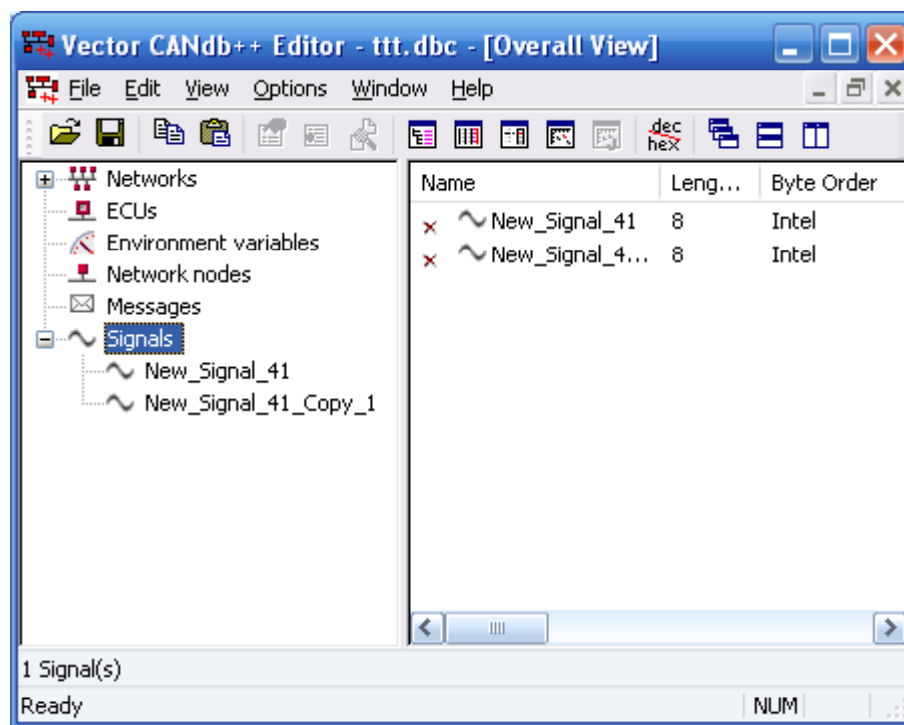 Vector CANdb++ Editor - ttt.dbc - [Overall View]
File Edit View Options Window Help
dec
hex
Networks
ECUs
Environment variables
Network nodes
Messages
Signals
New_Signal_41
New_Signal_41_Copy_1
Name Leng... Byte Order
New_Signal_41 8 Intel
New_Signal_4... 8 Intel
1 Signal(s)
Ready NUM